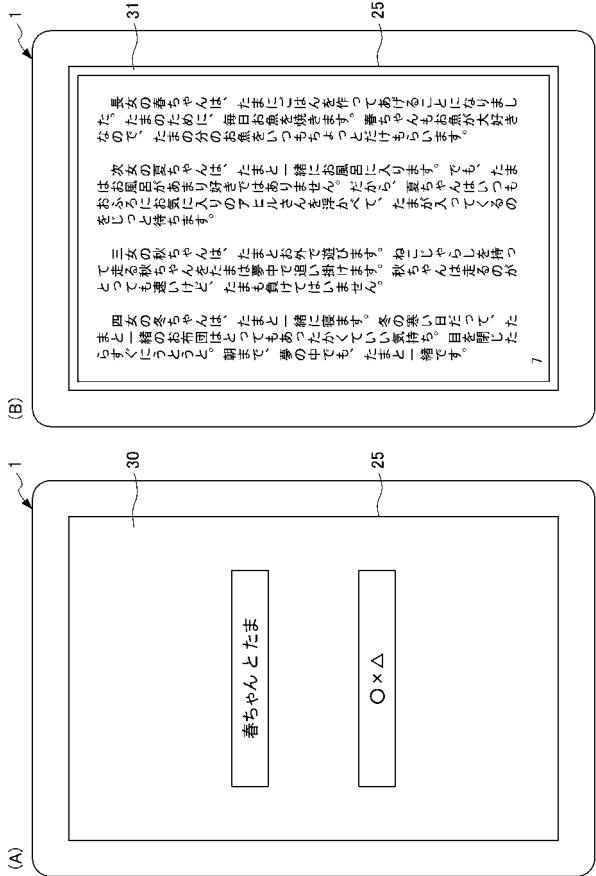 (A)
1
30
25
春ちゃんとたま
○×△
(B)
1
31
25
長女の春ちゃんは、たまにごはんを作ってあげることになりまし
た。たまのために、毎日お魚を焼きます。春ちゃんもお魚が大好き
なので、たまの分のお魚をいつもちょっとだけもらいます。
次女の夏ちゃんは、たまと一緒にお風呂に入ります。でも、たま
はお風呂があまり好きではありません。だから、夏ちゃんはいつも
おふろにお気に入りのアヒルさんを浮かべて、たまが入ってくるの
をじっと待ちます。
三女の秋ちゃんは、たまとお外で遊びます。ねこじゃらしを持っ
て走る秋ちゃんをたまは夢中で追い掛けます。秋ちゃんは走るのが
とっても速いけど、たまも負けてはいません。
四女の冬ちゃんは、たまと一緒に寝ます。冬の寒い日だって、た
まと一緒のお布団はとってもあったかくていい気持ち。目を閉じた
らすぐにうとうと。朝まで、夢の中でも、たまと一緒です。
7